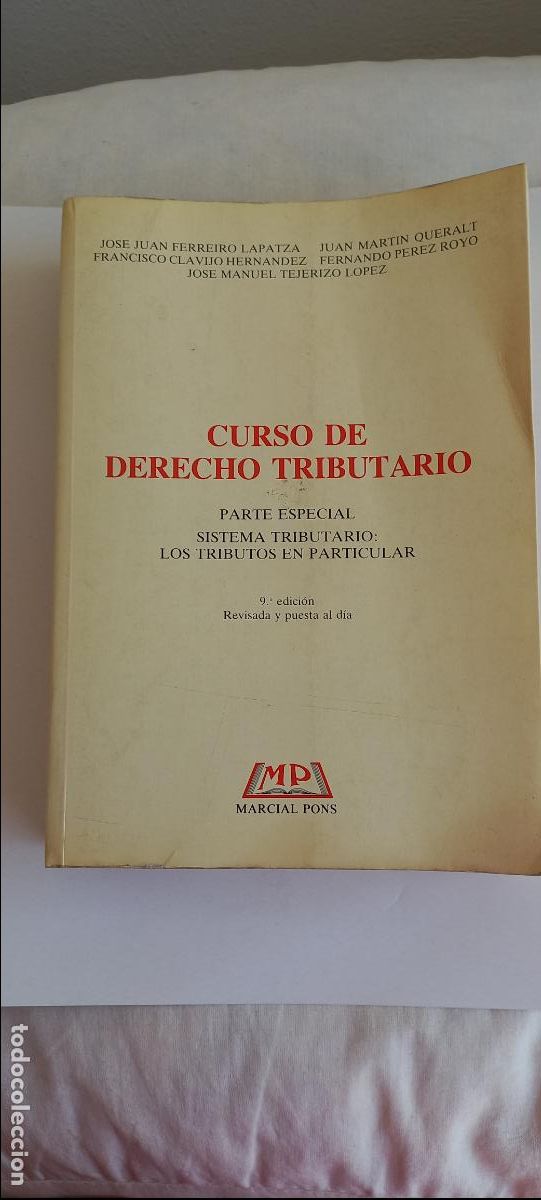 JOSE JUAN FERREIRO LAPATZA JUAN MARTIN QUERALT
FRANCISCO CLAVIJO HERNANDEZ FERNANDO PEREZ ROYO
JOSE MANUEL TEJERIZO LOPEZ
CURSO DE
DERECHO TRIBUTARIO
PARTE ESPECIAL
SISTEMA TRIBUTARIO:
LOS TRIBUTOS EN PARTICULAR
9.ª edición
Revisada y puesta al día
MP
MARCIAL PONS
todocoleccion